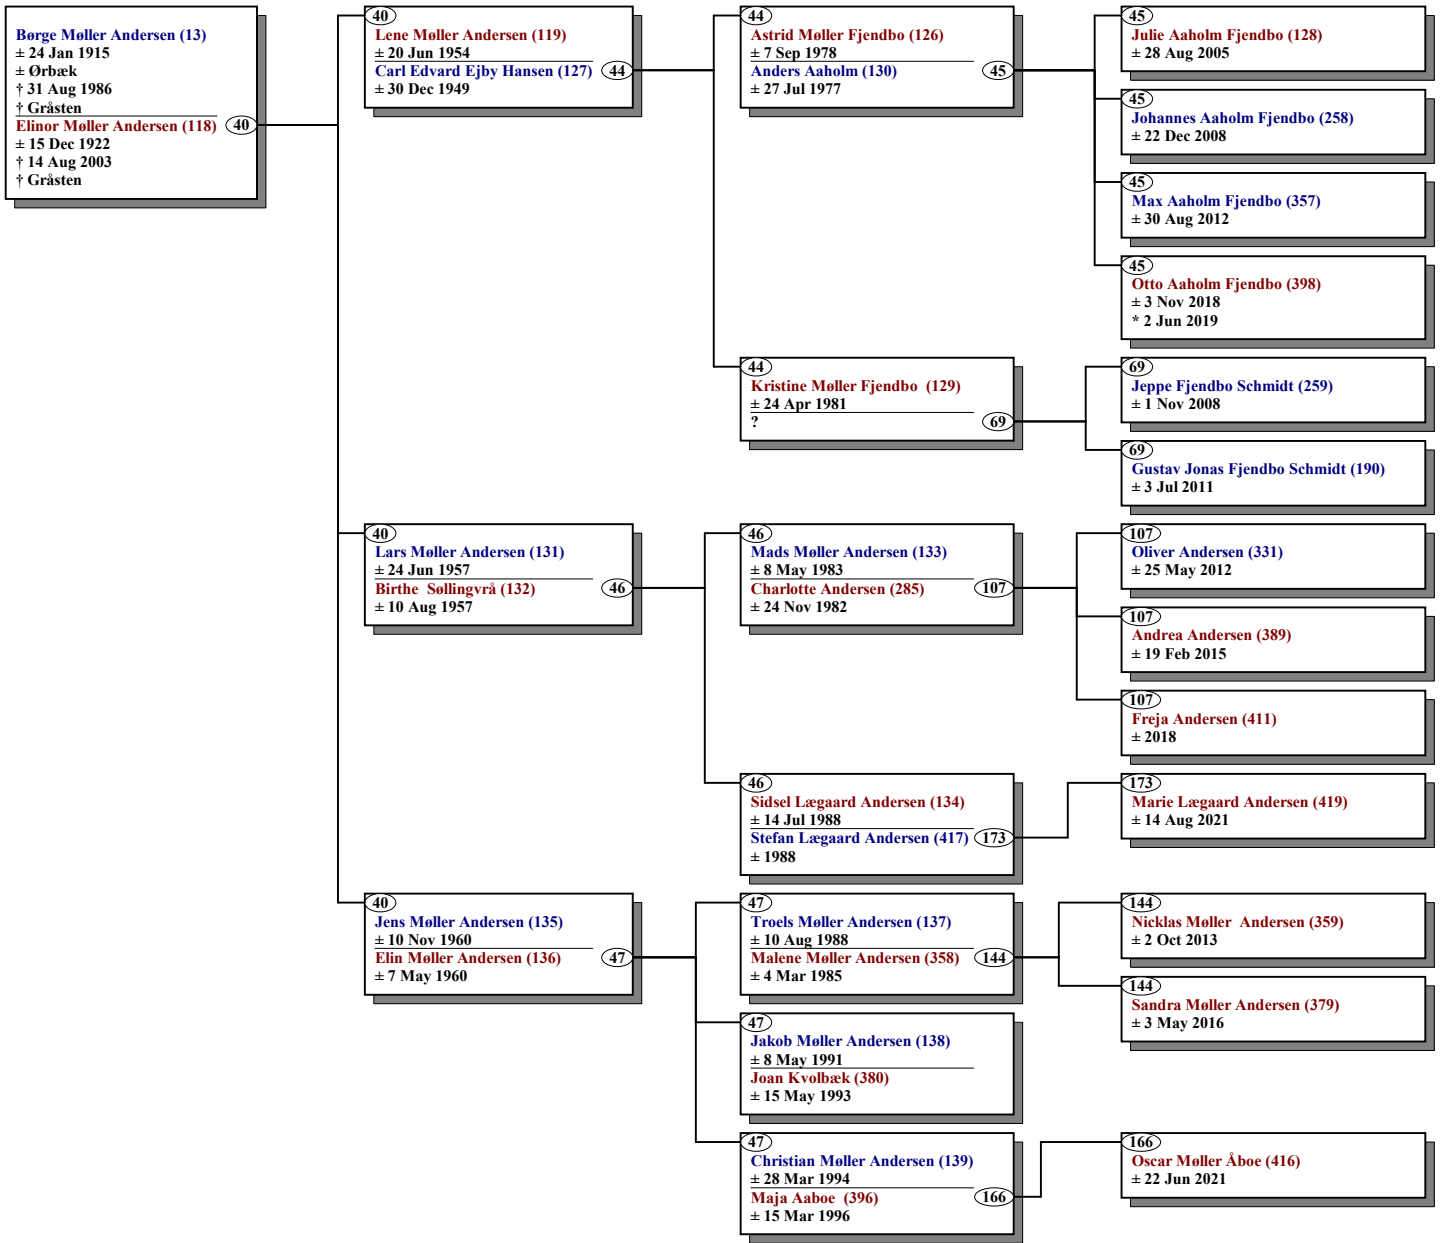 Børge Møller Andersen (13)
± 24 Jan 1915
± Ørbæk
† 31 Aug 1986
† Gråsten
Elinor Møller Andersen (118)
40
± 15 Dec 1922
† 14 Aug 2003
† Gråsten
40
Lene Møller Andersen (119)
± 20 Jun 1954
Carl Edvard Ejby Hansen (127)
44
± 30 Dec 1949
44
Astrid Møller Fjendbo (126)
± 7 Sep 1978
Anders Aaholm (130)
45
± 27 Jul 1977
45
Julie Aaholm Fjendbo (128)
± 28 Aug 2005
45
Johannes Aaholm Fjendbo (258)
± 22 Dec 2008
45
Max Aaholm Fjendbo (357)
± 30 Aug 2012
45
Otto Aaholm Fjendbo (398)
± 3 Nov 2018
* 2 Jun 2019
44
Kristine Møller Fjendbo (129)
± 24 Apr 1981
?
69
69
Jeppe Fjendbo Schmidt (259)
± 1 Nov 2008
69
Gustav Jonas Fjendbo Schmidt (190)
± 3 Jul 2011
40
Lars Møller Andersen (131)
± 24 Jun 1957
Birthe Søllingvrå (132)
46
± 10 Aug 1957
46
Mads Møller Andersen (133)
± 8 May 1983
Charlotte Andersen (285)
107
± 24 Nov 1982
107
Oliver Andersen (331)
± 25 May 2012
107
Andrea Andersen (389)
± 19 Feb 2015
107
Freja Andersen (411)
± 2018
46
Sidsel Lægaard Andersen (134)
± 14 Jul 1988
Stefan Lægaard Andersen (417)
173
± 1988
173
Marie Lægaard Andersen (419)
± 14 Aug 2021
40
Jens Møller Andersen (135)
± 10 Nov 1960
Elin Møller Andersen (136)
47
± 7 May 1960
47
Troels Møller Andersen (137)
± 10 Aug 1988
Malene Møller Andersen (358)
144
± 4 Mar 1985
144
Nicklas Møller Andersen (359)
± 2 Oct 2013
144
Sandra Møller Andersen (379)
± 3 May 2016
47
Jakob Møller Andersen (138)
± 8 May 1991
Joan Kvolbæk (380)
± 15 May 1993
47
Christian Møller Andersen (139)
± 28 Mar 1994
Maja Aaboe (396)
166
± 15 Mar 1996
166
Oscar Møller Åboe (416)
± 22 Jun 2021